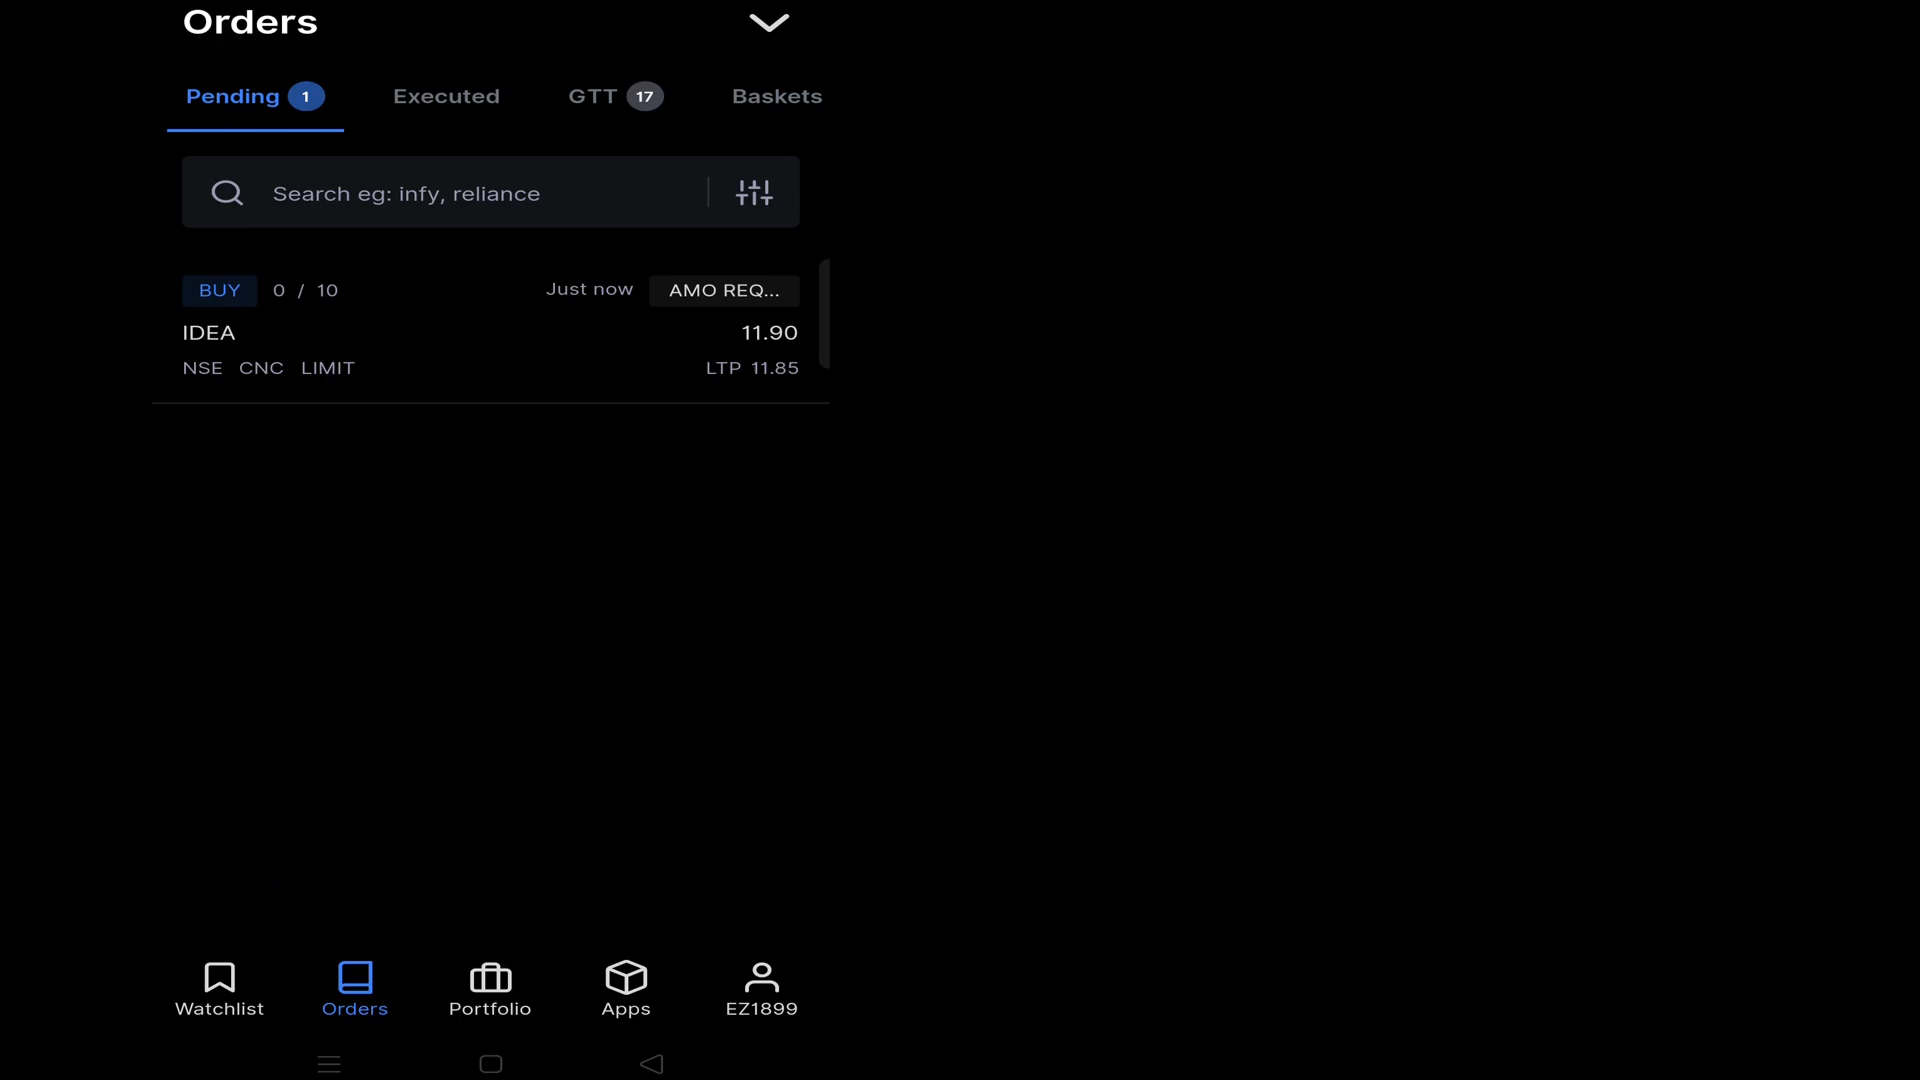 Orders
Pending 1 Executed GTT 17 Baskets
Search eg: infy, reliance
BUY 0 / 10 Just now AMO REQ...
IDEA 11.90
NSE CNC LIMIT LTP 11.85
Watchlist Orders Portfolio Apps EZ1899